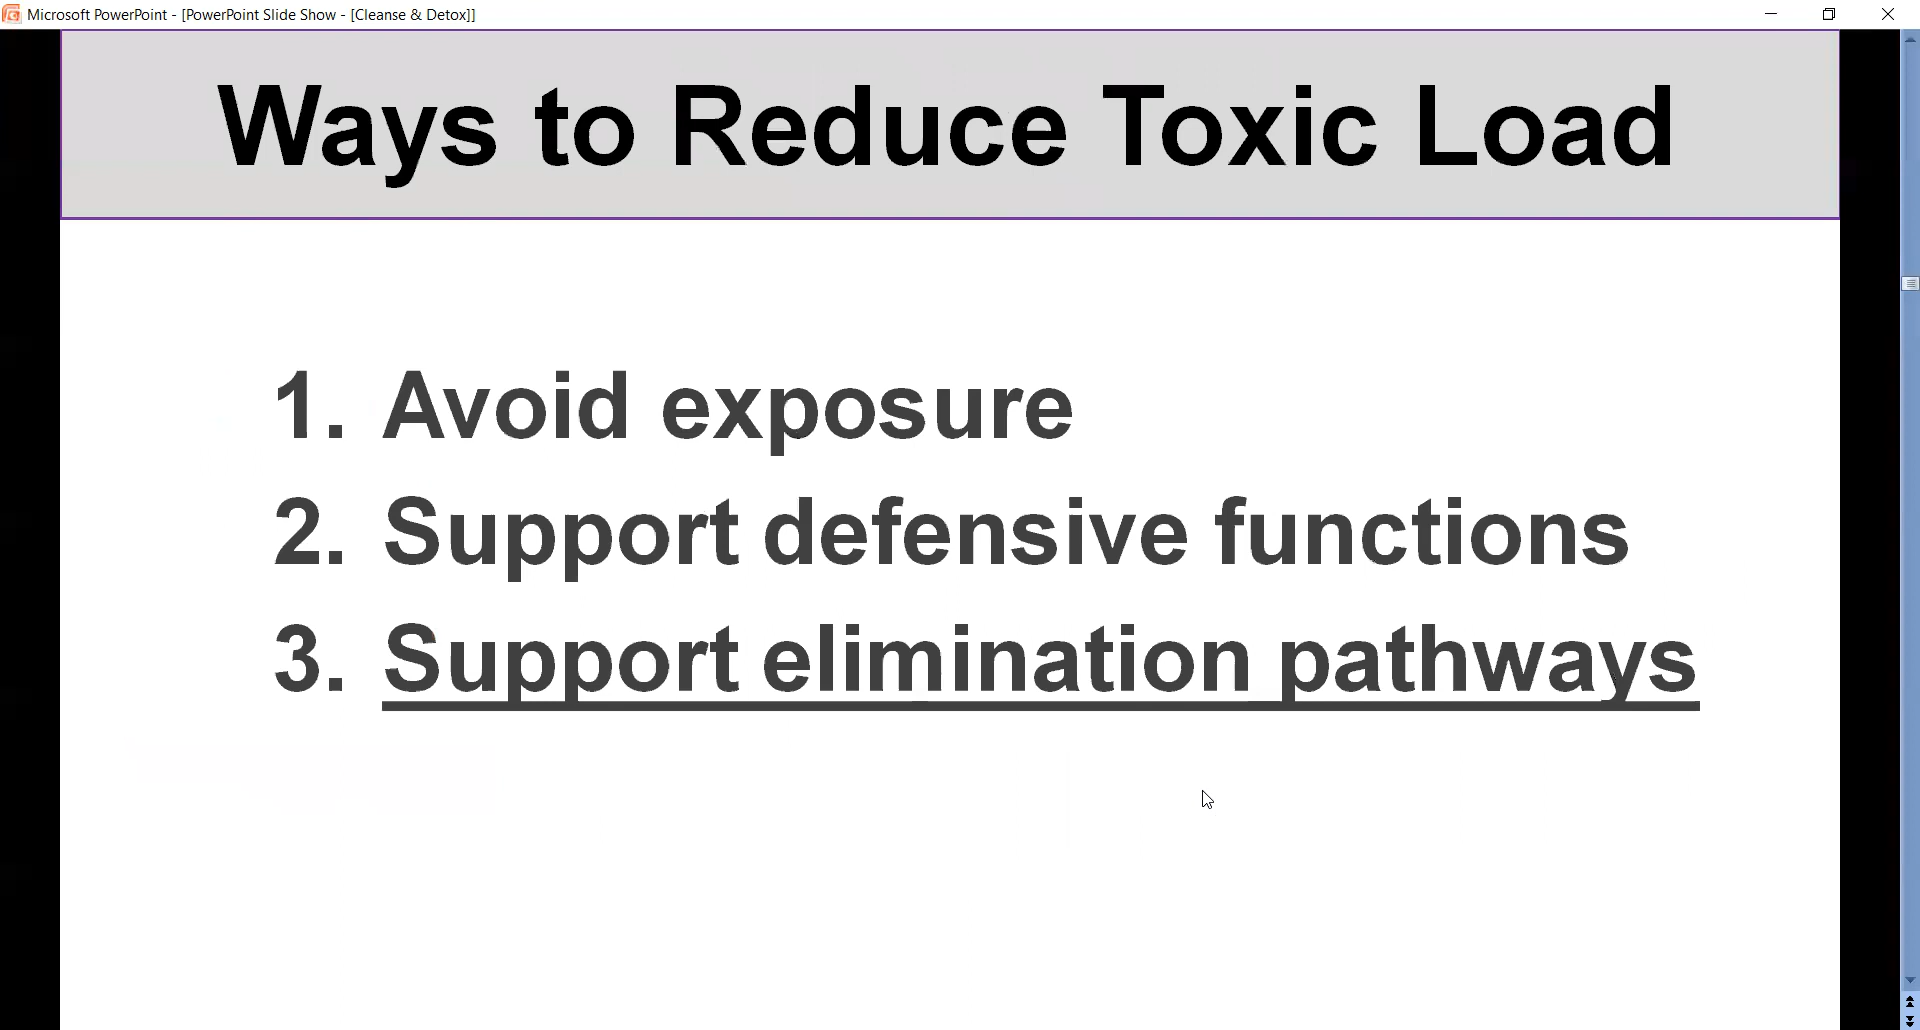 Microsoft PowerPoint - [PowerPoint Slide Show - [Cleanse & Detox]]
Ways to Reduce Toxic Load
1. Avoid exposure
2. Support defensive functions
3. Support elimination pathways